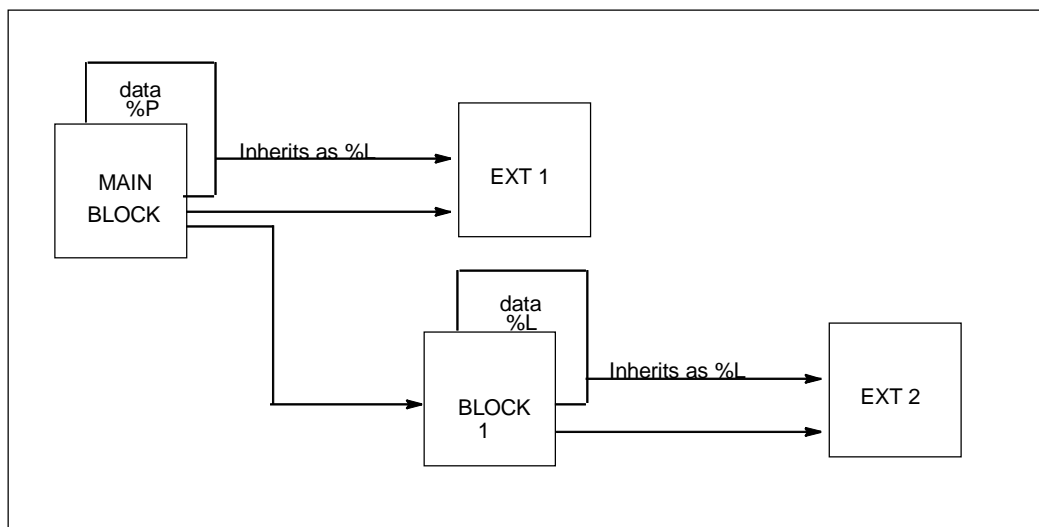 data
%P
MAIN
BLOCK
Inherits as %L
EXT 1
data
%L
BLOCK
1
Inherits as %L
EXT 2